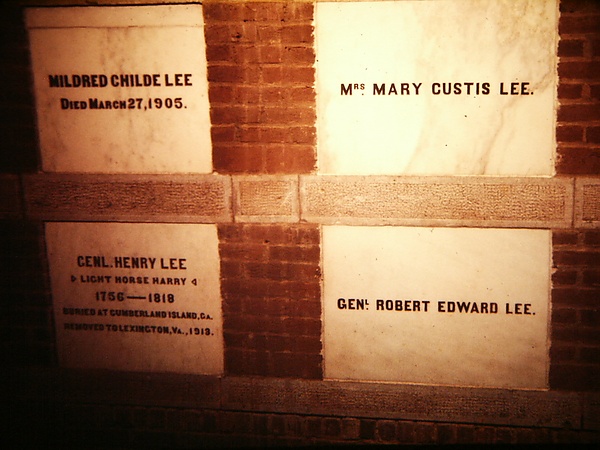 MILDRED CHILDE LEE
DIED MARCH 27, 1905.
MRS MARY CUSTIS LEE.
GENL. HENRY LEE
LIGHT HORSE HARRY
1756 — 1818
BURIED AT CUMBERLAND ISLAND, GA.
REMOVED TO LEXINGTON, VA., 1913.
GENL ROBERT EDWARD LEE.